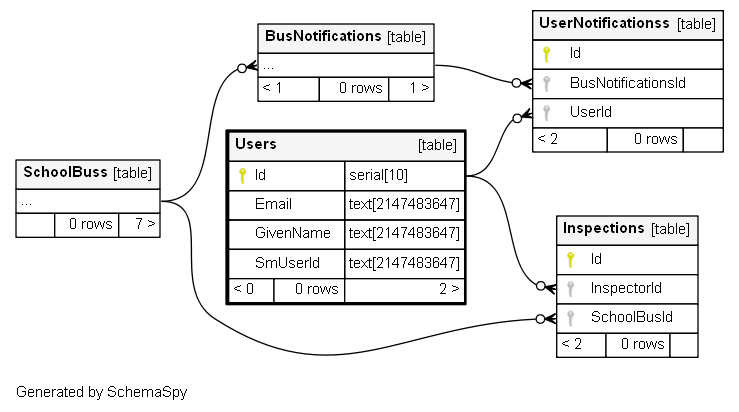 BusNotifications [table]
...
< 1 0 rows 1 >
UserNotificationss [table]
Id
BusNotificationsId
UserId
< 2 0 rows
Users [table]
Id serial[10]
Email text[2147483647]
GivenName text[2147483647]
SmUserId text[2147483647]
< 0 0 rows 2 >
SchoolBuss [table]
...
0 rows 7 >
Inspections [table]
Id
InspectorId
SchoolBusId
< 2 0 rows
Generated by SchemaSpy